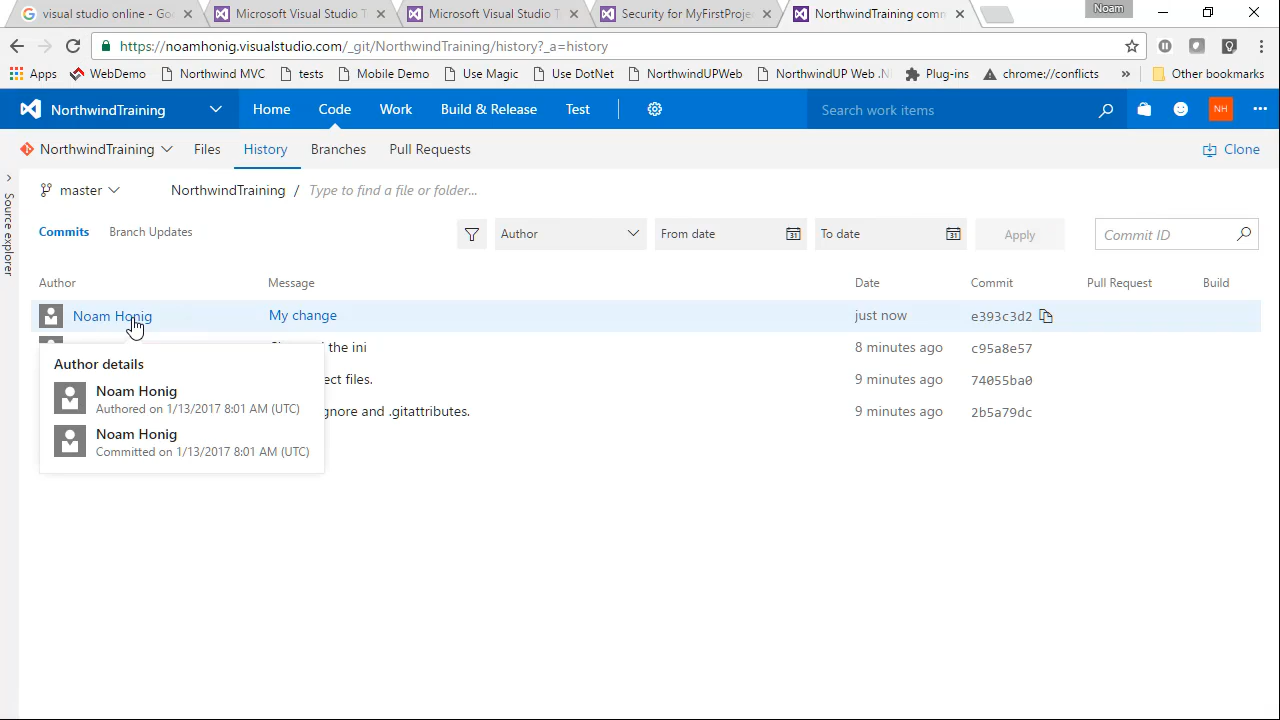 visual studio online - Go
Microsoft Visual Studio T
Microsoft Visual Studio T
Security for MyFirstProje
NorthwindTraining com
Noam
https://noamhonig.visualstudio.com/_git/NorthwindTraining/history?_a=history
Apps
WebDemo
Northwind MVC
tests
Mobile Demo
Use Magic
Use DotNet
NorthwindUPWeb
NorthwindUP Web .N
Plug-ins
chrome://conflicts
»
Other bookmarks
NorthwindTraining
Home
Code
Work
Build & Release
Test
Search work items
NH
NorthwindTraining
Files
History
Branches
Pull Requests
Clone
Source explorer
master
NorthwindTraining /
Type to find a file or folder...
Commits
Branch Updates
Author
From date
31
To date
31
Apply
Commit ID
Author
Message
Date
Commit
Pull Request
Build
Noam Honig
My change
just now
e393c3d2
the ini
8 minutes ago
c95a8e57
ect files.
9 minutes ago
74055ba0
gnore and .gitattributes.
9 minutes ago
2b5a79dc
Author details
Noam Honig
Authored on 1/13/2017 8:01 AM (UTC)
Noam Honig
Committed on 1/13/2017 8:01 AM (UTC)